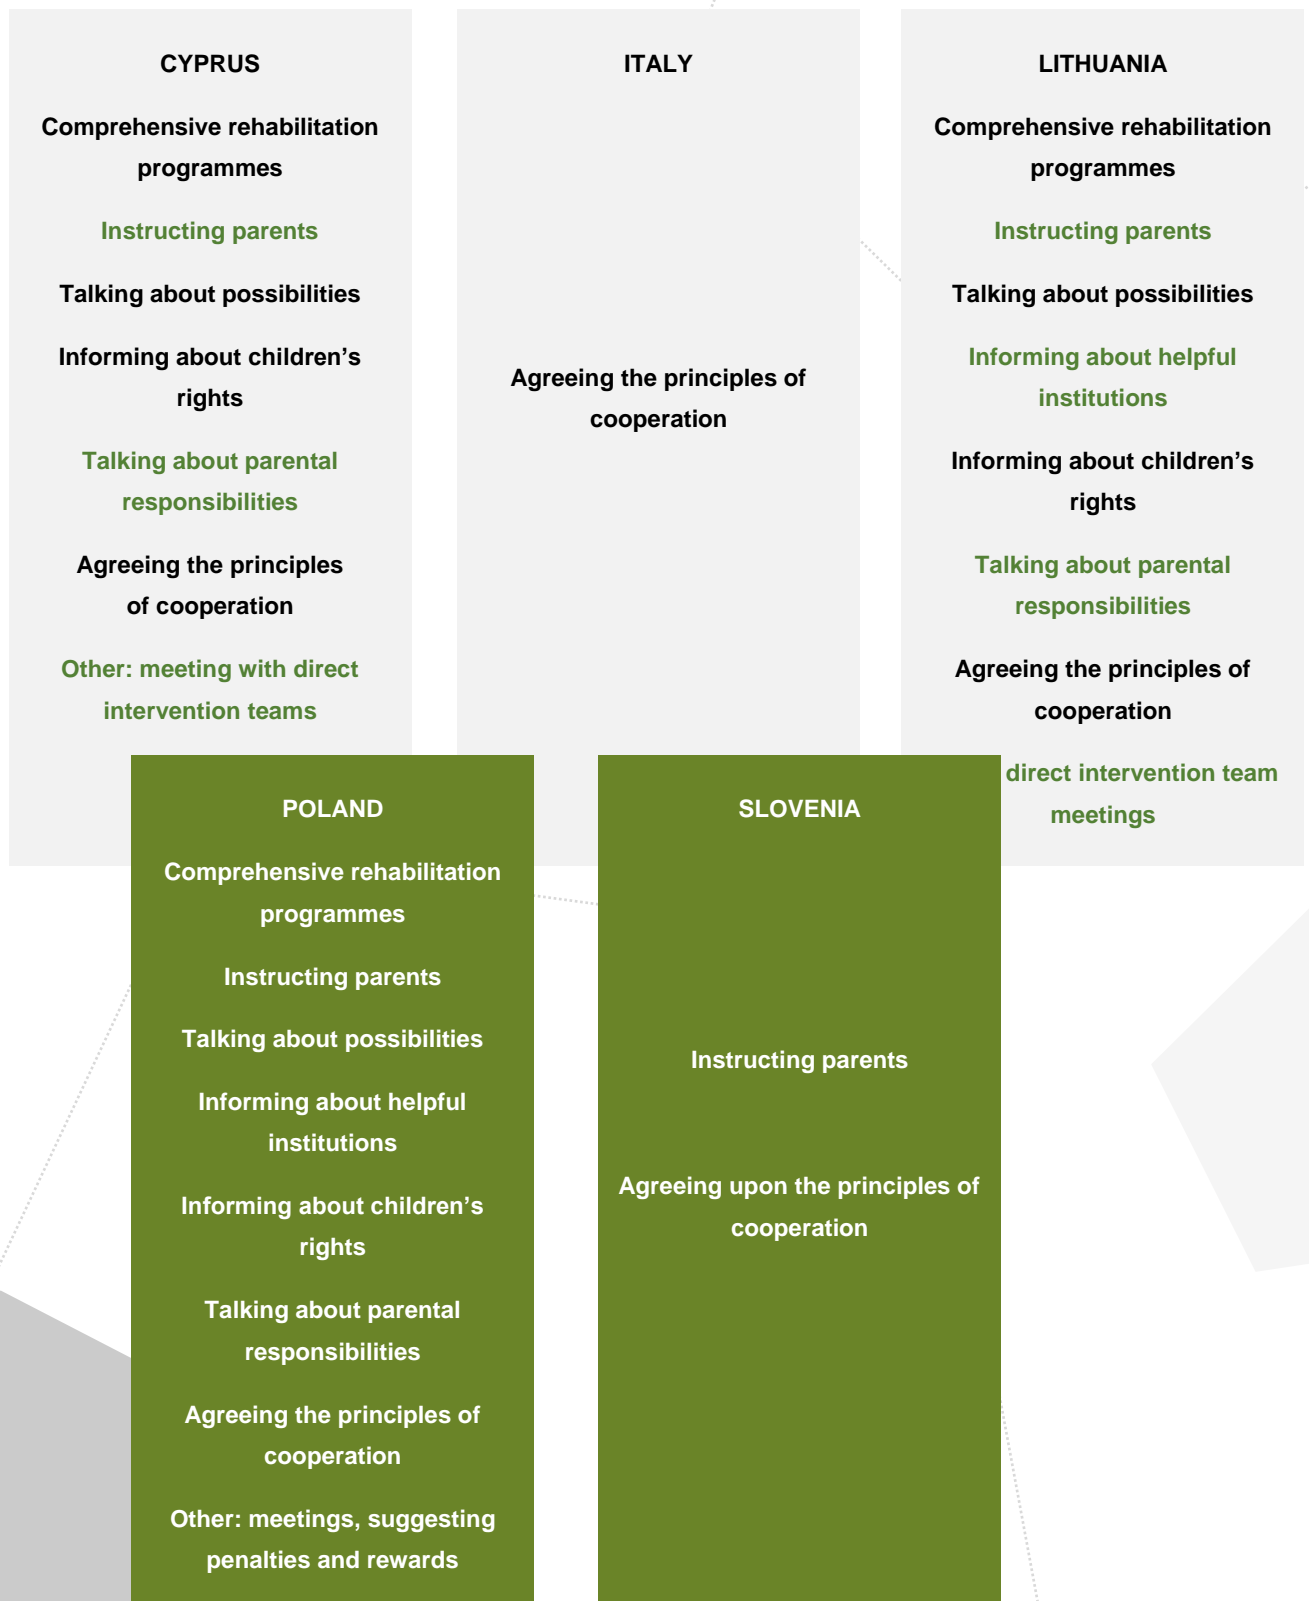 CYPRUS
Comprehensive rehabilitation
programmes
Instructing parents
Talking about possibilities
Informing about children’s
rights
Talking about parental
responsibilities
Agreeing the principles
of cooperation
Other: meeting with direct
intervention teams
ITALY
Agreeing the principles of
cooperation
LITHUANIA
Comprehensive rehabilitation
programmes
Instructing parents
Talking about possibilities
Informing about helpful
institutions
Informing about children’s
rights
Talking about parental
responsibilities
Agreeing the principles of
cooperation
direct intervention team
meetings
POLAND
Comprehensive rehabilitation
programmes
Instructing parents
Talking about possibilities
Informing about helpful
institutions
Informing about children’s
rights
Talking about parental
responsibilities
Agreeing the principles of
cooperation
Other: meetings, suggesting
penalties and rewards
SLOVENIA
Instructing parents
Agreeing upon the principles of
cooperation